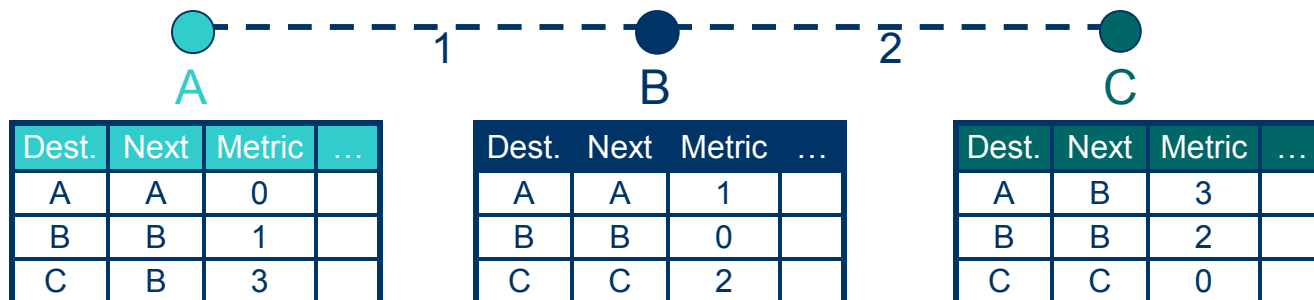 1 2
A B C
Dest. Next Metric … Dest. Next Metric … Dest. Next Metric …
A A 0 A A 1 A B 3
B B 1 B B 0 B B 2
C B 3 C C 2 C C 0